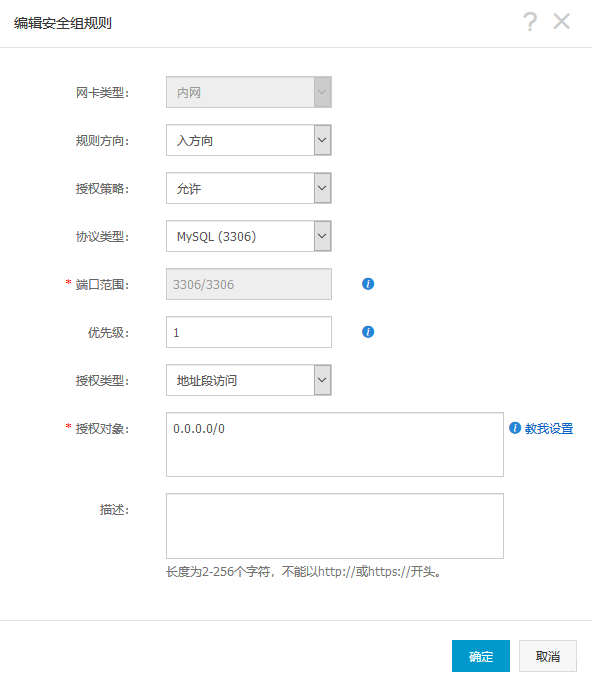 编辑安全组规则
网卡类型： 内网
规则方向： 入方向
授权策略： 允许
协议类型： MySQL (3306)
* 端口范围： 3306/3306
优先级： 1
授权类型： 地址段访问
* 授权对象： 0.0.0.0/0 教我设置
描述：
长度为2-256个字符，不能以http://或https://开头。
确定 取消